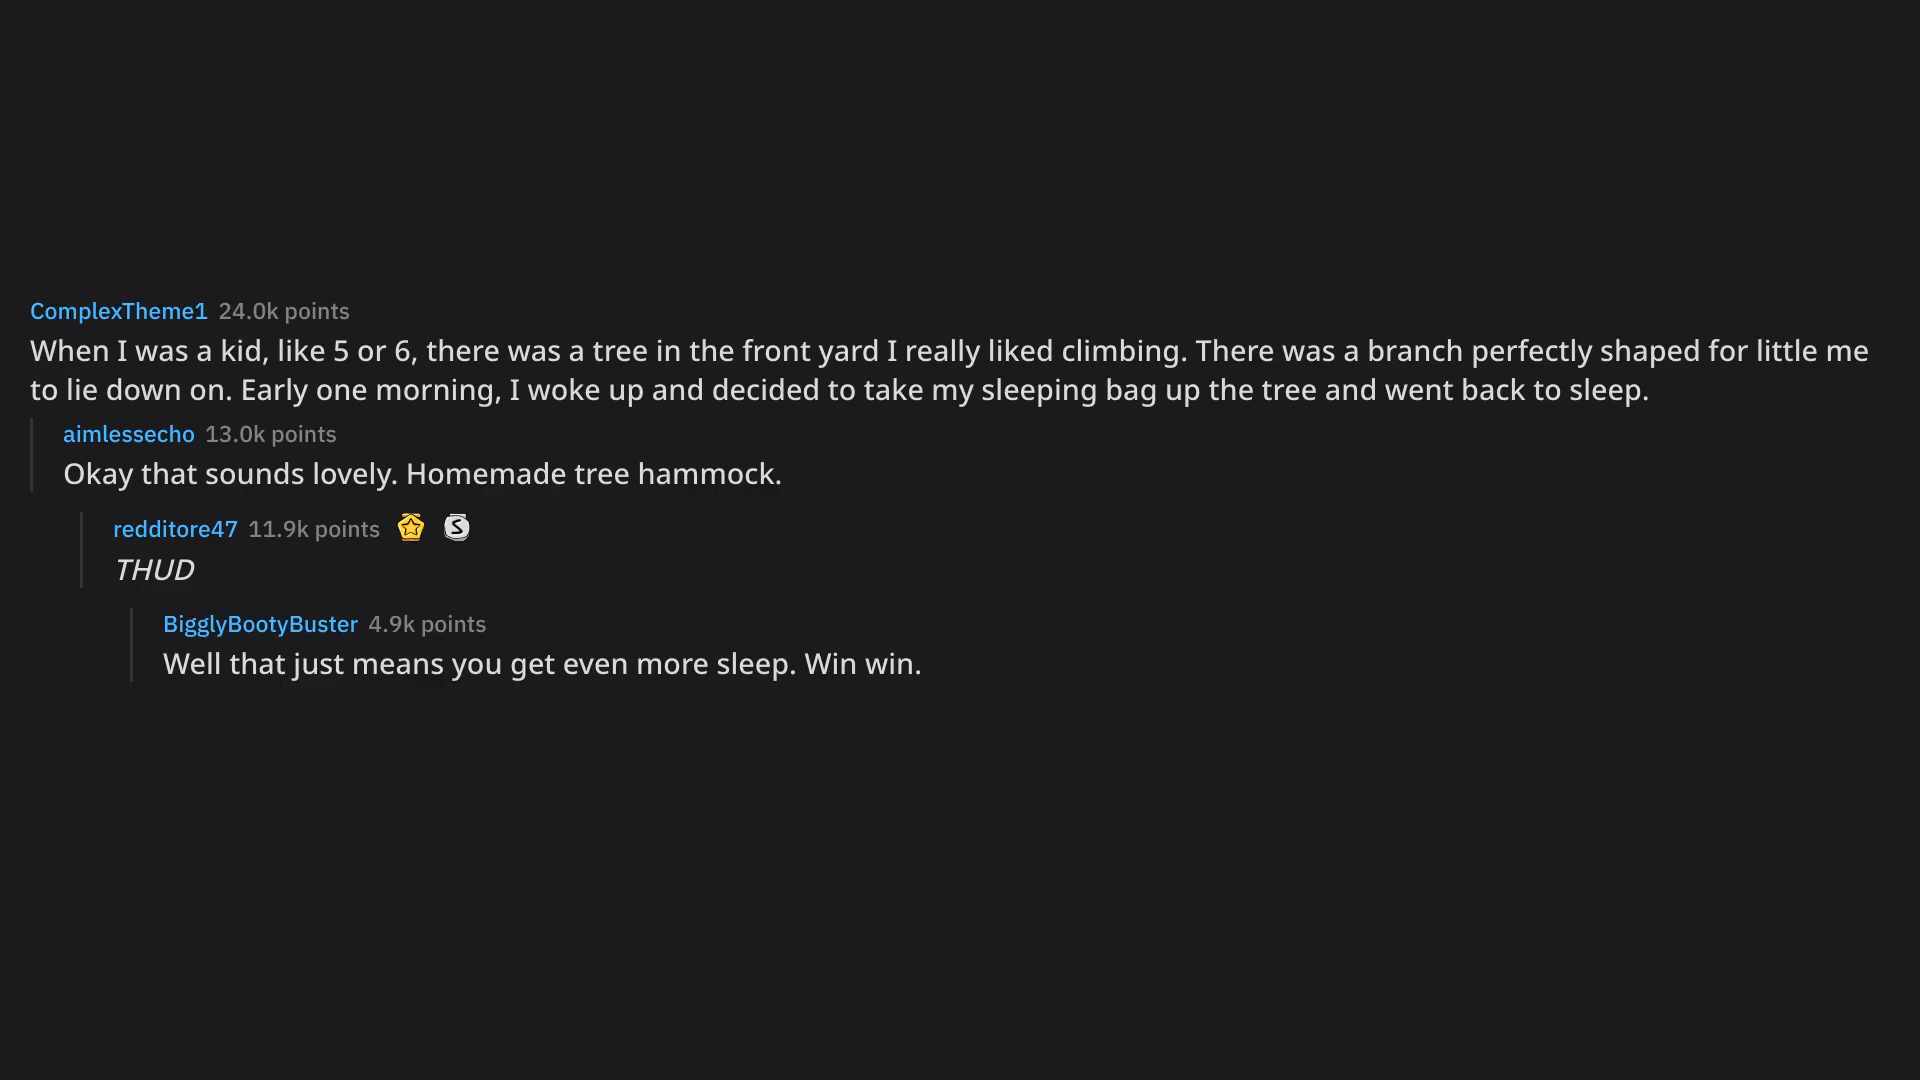 ComplexTheme1 24.0k points
When I was a kid, like 5 or 6, there was a tree in the front yard I really liked climbing. There was a branch perfectly shaped for little me
to lie down on. Early one morning, I woke up and decided to take my sleeping bag up the tree and went back to sleep.
aimlessecho 13.0k points
Okay that sounds lovely. Homemade tree hammock.
redditore47 11.9k points S
THUD
BigglyBootyBuster 4.9k points
Well that just means you get even more sleep. Win win.